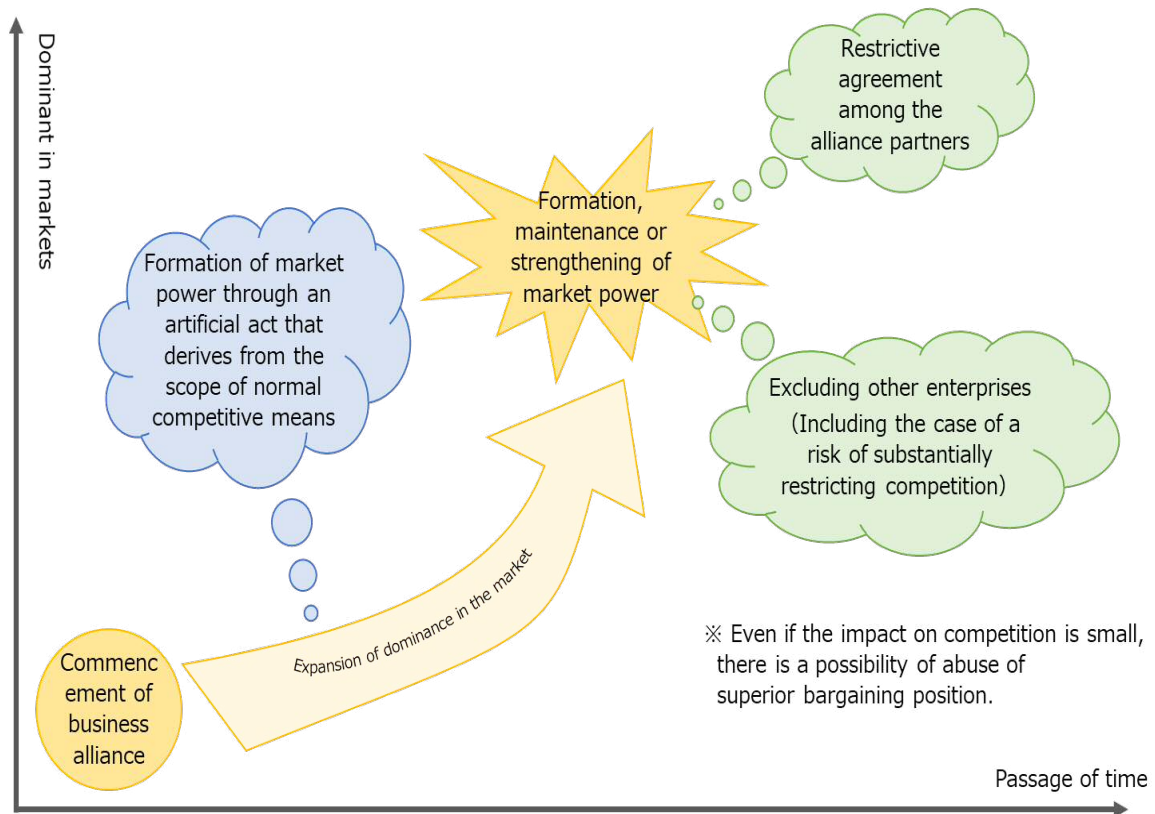 Dominant in markets
Restrictive
agreement
among the
alliance partners
Formation,
maintenance or
strengthening of
market power
Formation of market
power through an
artificial act that
derives from the
scope of normal
competitive means
Excluding other enterprises
（Including the case of a
risk of substantially
restricting competition）
Expansion of dominance in the market
Commenc
ement of
business
alliance
※ Even if the impact on competition is small,
there is a possibility of abuse of
superior bargaining position.
Passage of time